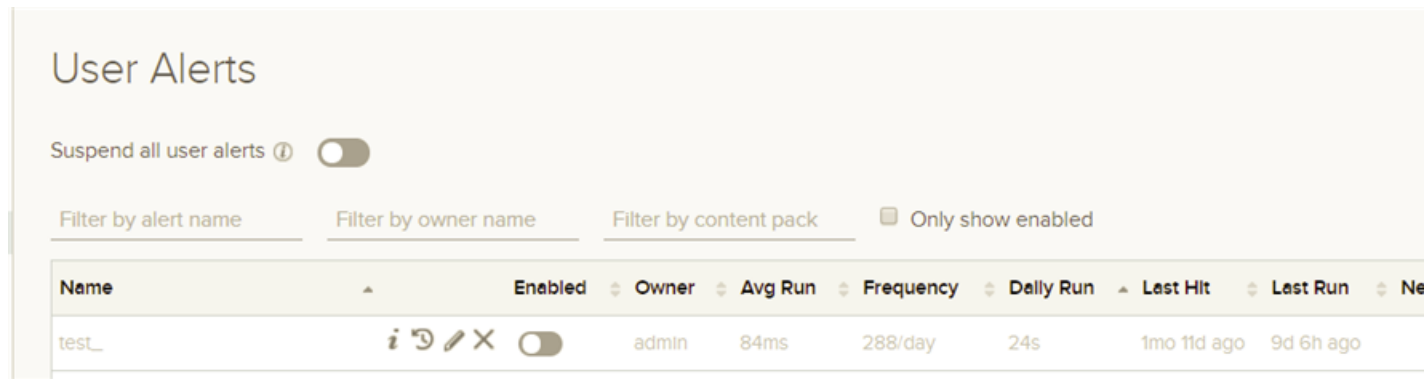 User Alerts
Suspend all user alerts
Filter by alert name Filter by owner name Filter by content pack Only show enabled
Name Enabled Owner Avg Run Frequency Daily Run Last Hit Last Run Ne
test_ admin 84ms 288/day 24s 1mo 11d ago 9d 6h ago